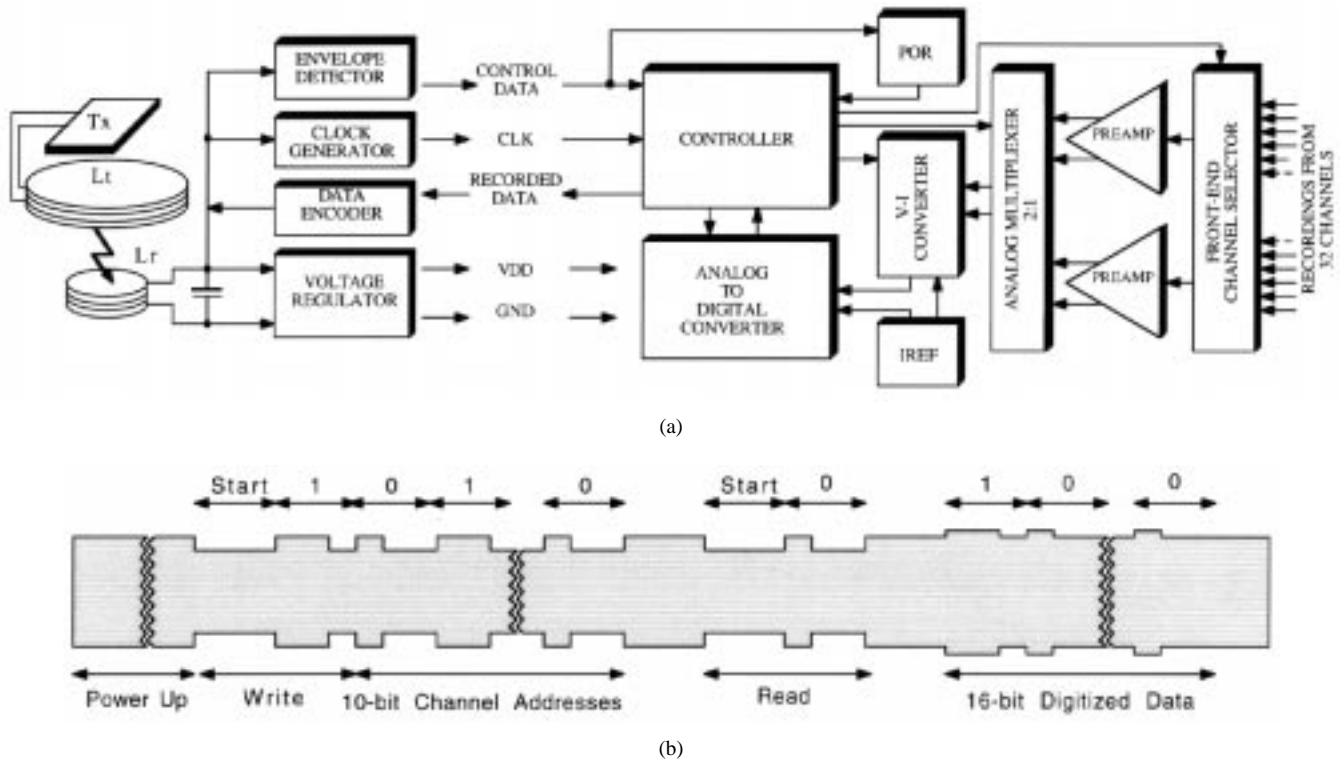 ENVELOPE
DETECTOR
CONTROL
DATA
POR
Tx
CLOCK
GENERATOR
CLK
CONTROLLER
PREAMP
Lt
DATA
ENCODER
RECORDED
DATA
V-I
CONVERTER
ANALOG MULTIPLEXER
2:1
FRONT-END
CHANNEL SELECTOR
RECORDINGS FROM
32 CHANNELS
Lr
VOLTAGE
REGULATOR
VDD
GND
ANALOG
TO
DIGITAL
CONVERTER
PREAMP
IREF
(a)
Start 1 0 1 0 Start 0 1 0 0
Power Up Write 10-bit Channel Addresses Read 16-bit Digitized Data
(b)